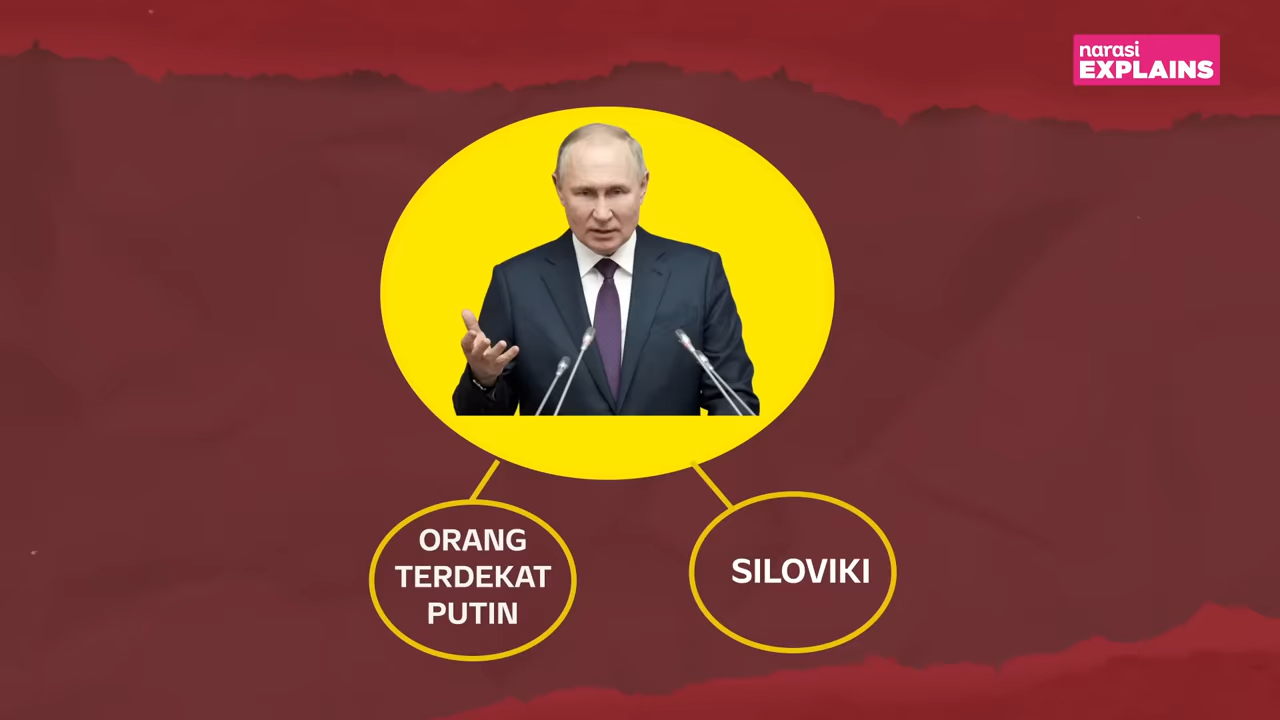 narasi
EXPLAINS
ORANG
TERDEKAT
PUTIN
SILOVIKI